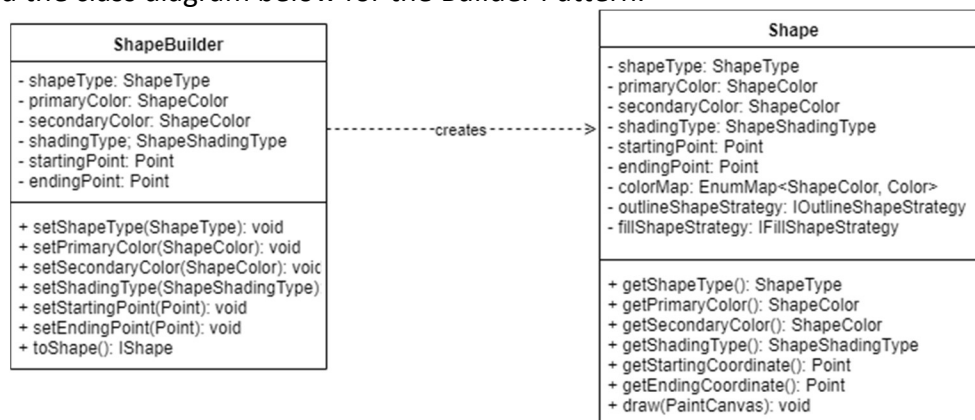 the class diagram below for the Builder Pattern.
ShapeBuilder
- shapeType: ShapeType
- primaryColor: ShapeColor
- secondaryColor: ShapeColor
- shadingType; ShapeShadingType
- startingPoint: Point
- endingPoint: Point
+ setShapeType(ShapeType): void
+ setPrimaryColor(ShapeColor): void
+ setSecondaryColor(ShapeColor): voic
+ setShadingType(ShapeShadingType)
+ setStartingPoint(Point): void
+ setEndingPoint(Point): void
+ toShape(): IShape
creates
Shape
- shapeType: ShapeType
- primaryColor: ShapeColor
- secondaryColor: ShapeColor
- shadingType: ShapeShadingType
- startingPoint: Point
- endingPoint: Point
- colorMap: EnumMap<ShapeColor, Color>
- outlineShapeStrategy: IOutlineShapeStrategy
- fillShapeStrategy: IFillShapeStrategy
+ getShapeType(): ShapeType
+ getPrimaryColor(): ShapeColor
+ getSecondaryColor(): ShapeColor
+ getShadingType(): ShapeShadingType
+ getStartingCoordinate(): Point
+ getEndingCoordinate(): Point
+ draw(PaintCanvas): void